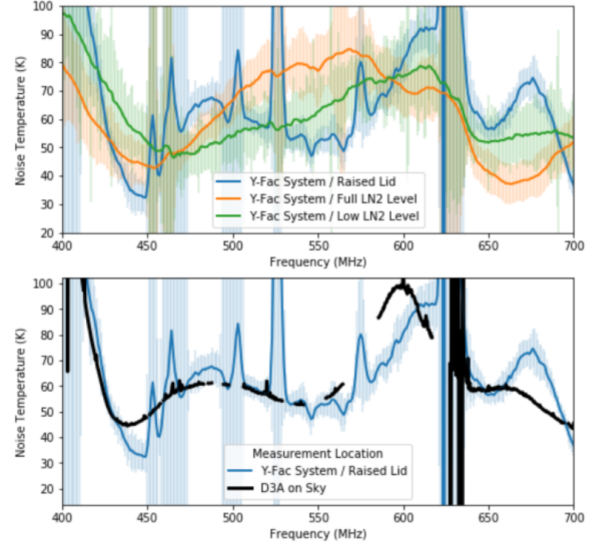 100
90
80
70
60
50
40
30
20
Noise Temperature (K)
Y-Fac System / Raised Lid
Y-Fac System / Full LN2 Level
Y-Fac System / Low LN2 Level
400 450 500 550 600 650 700
Frequency (MHz)
100
90
80
70
60
50
40
30
20
Noise Temperature (K)
Measurement Location
Y-Fac System / Raised Lid
D3A on Sky
400 450 500 550 600 650 700
Frequency (MHz)